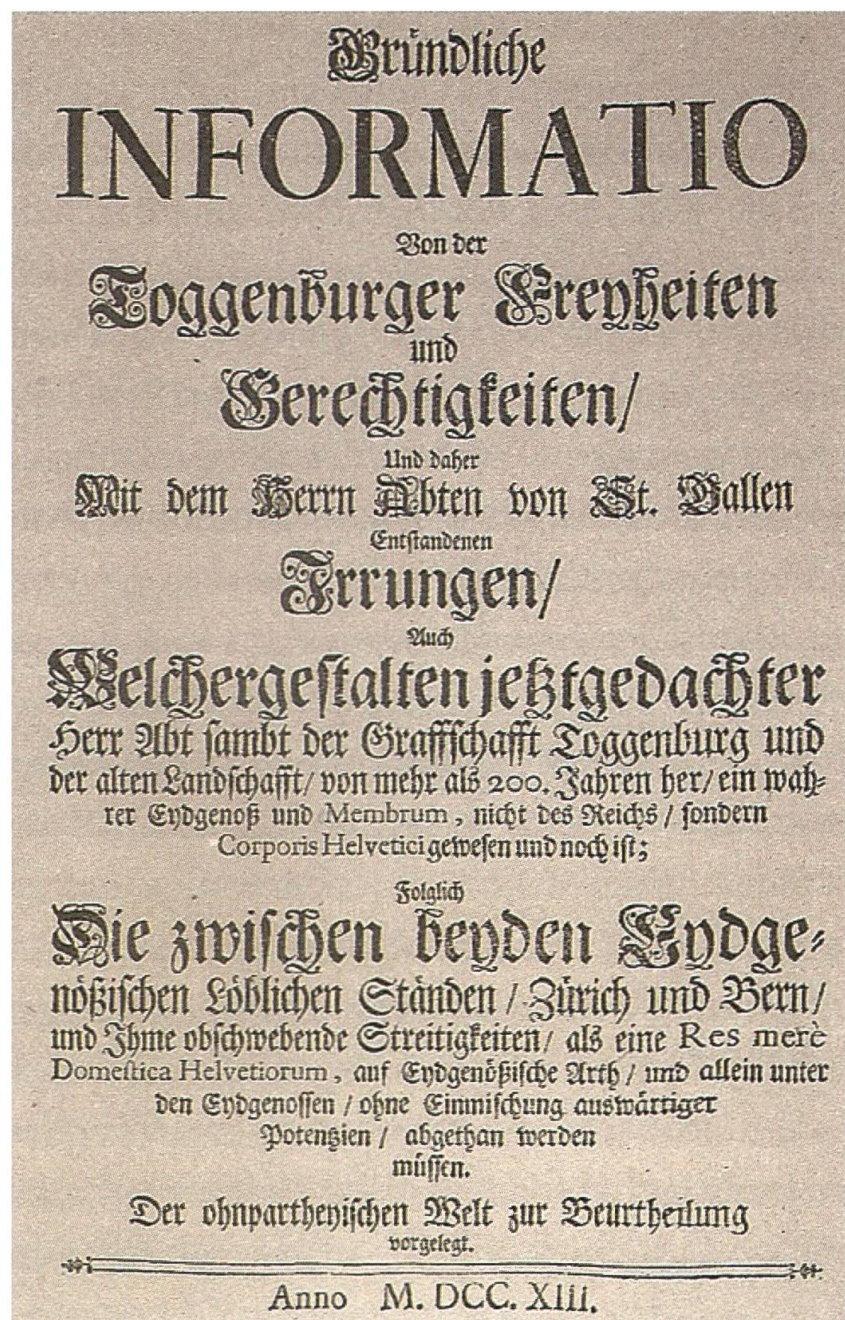 Gründliche
INFORMATIO
Von der
Toggenburger Freyheiten
und
Gerechtigkeiten/
Und daher
Mit dem Herrn Abten von St. Gallen
Entstandenen
Irrungen/
Auch
Welchergestalten jetztgedachter
Herr Abt sambt der Graffschafft Toggenburg und
der alten Landschafft/ von mehr als 200. Jahren her/ ein wah-
rer Eydgenoß und Membrum, nicht des Reichs/ sondern
Corporis Helvetici gewesen und noch ist;
Folglich
Die zwischen beyden Eydge-
nößischen Löblichen Ständen/ Zürich und Bern/
und Ihme obschwebende Streitigkeiten/ als eine Res merè
Domestica Helvetiorum, auf Eydgenößische Arth/ und allein unter
den Eydgenossen/ ohne Einmischung auswärtiger
Potentzien/ abgethan werden
müssen.
Der ohnpartheyischen Welt zur Beurtheilung
vorgelegt.
Anno M. DCC. XIII.